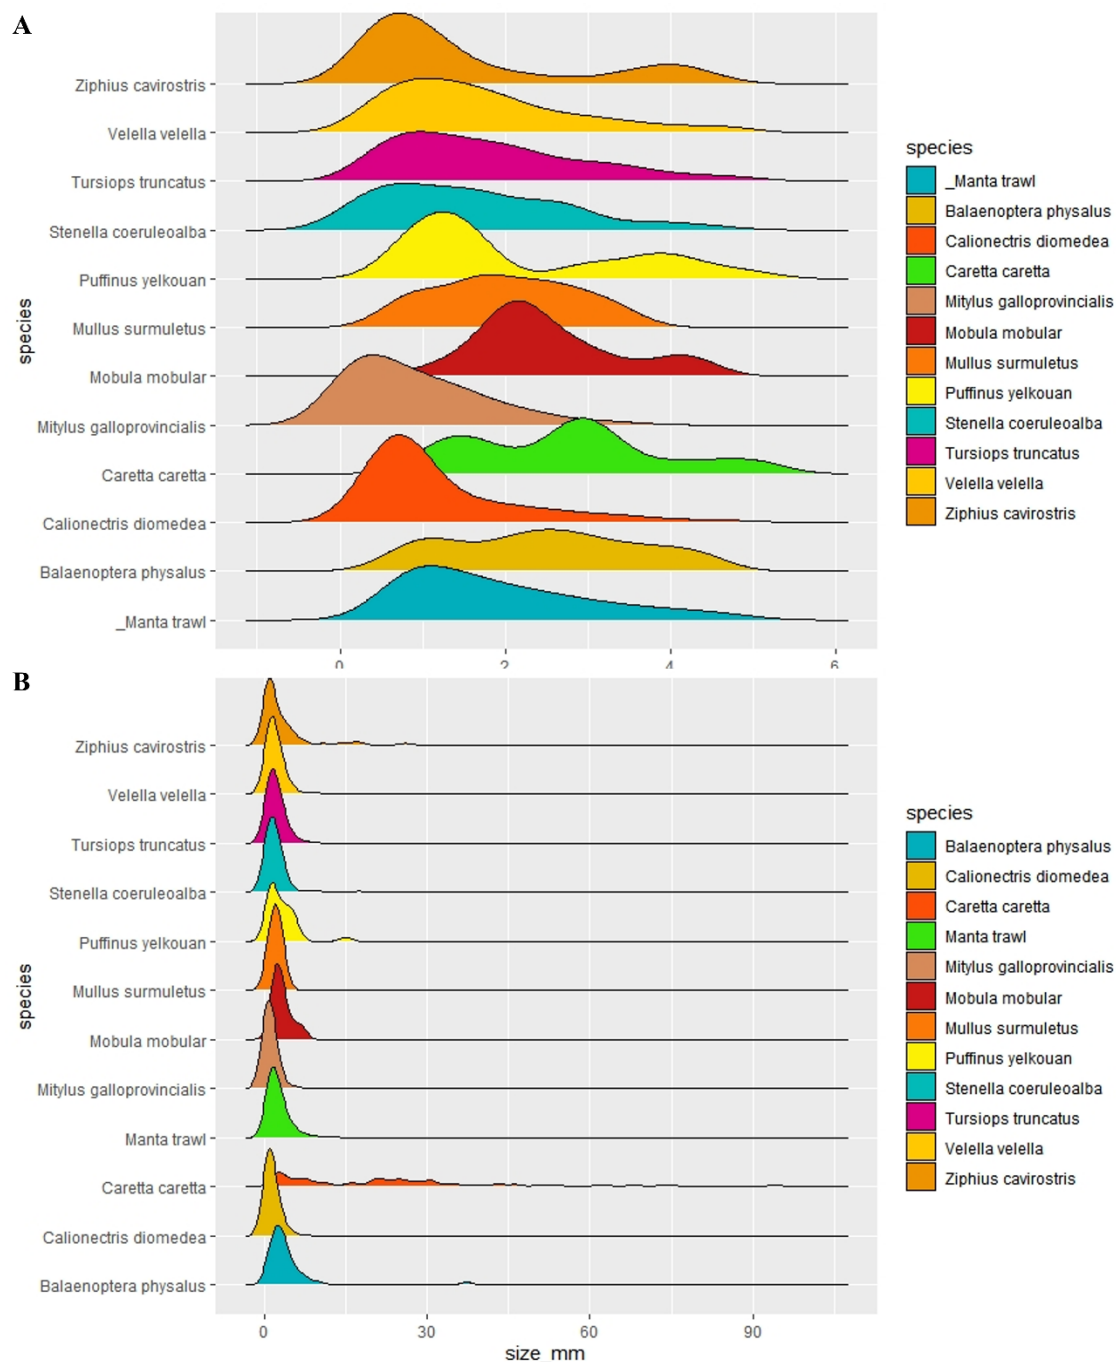 A
Ziphius cavirostris
Velella velella
Tursiops truncatus
Stenella coeruleoalba
Puffinus yelkouan
Mullus surmuletus
Mobula mobular
Mitylus galloprovincialis
Caretta caretta
Calionectris diomedea
Balaenoptera physalus
_Manta trawl
species
0 2 4 6
species
_Manta trawl
Balaenoptera physalus
Calionectris diomedea
Caretta caretta
Mitylus galloprovincialis
Mobula mobular
Mullus surmuletus
Puffinus yelkouan
Stenella coeruleoalba
Tursiops truncatus
Velella velella
Ziphius cavirostris
B
Ziphius cavirostris
Velella velella
Tursiops truncatus
Stenella coeruleoalba
Puffinus yelkouan
Mullus surmuletus
Mobula mobular
Mitylus galloprovincialis
Manta trawl
Caretta caretta
Calionectris diomedea
Balaenoptera physalus
species
0 30 60 90
size_mm
species
Balaenoptera physalus
Calionectris diomedea
Caretta caretta
Manta trawl
Mitylus galloprovincialis
Mobula mobular
Mullus surmuletus
Puffinus yelkouan
Stenella coeruleoalba
Tursiops truncatus
Velella velella
Ziphius cavirostris